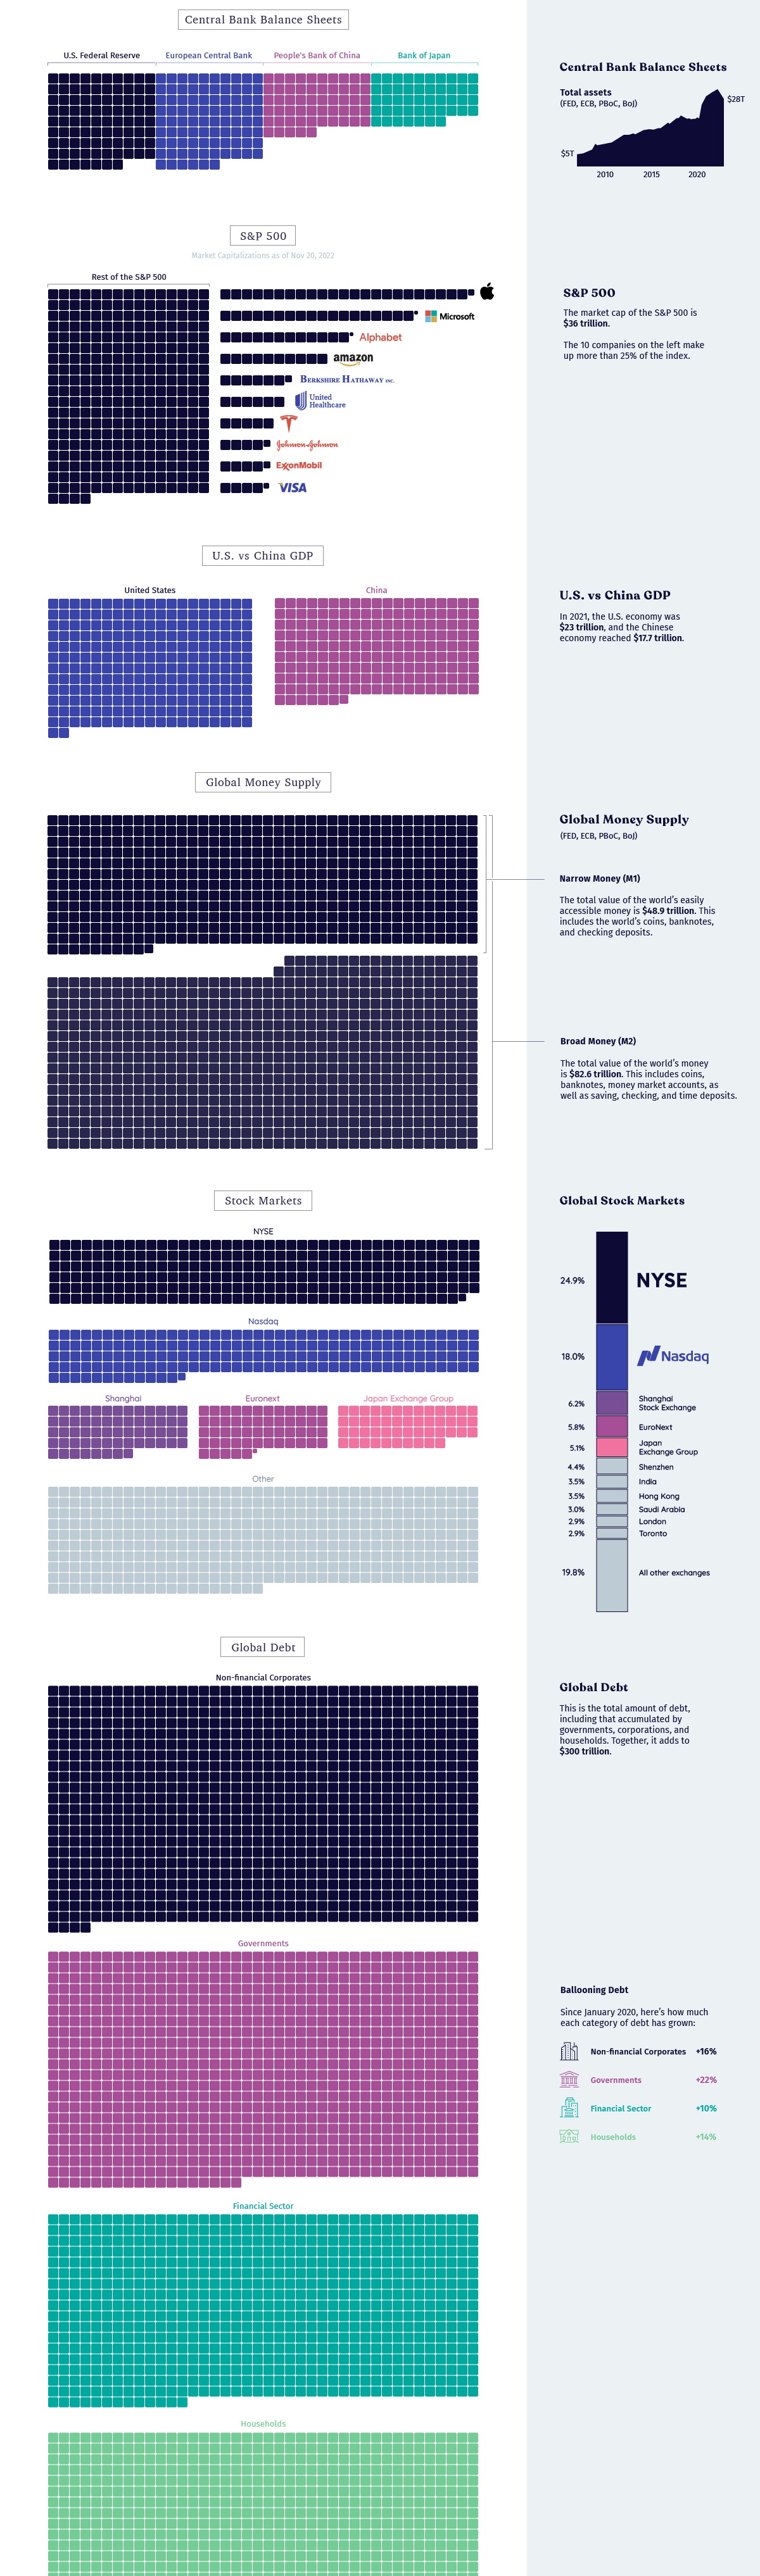 Central Bank Balance Sheets
U.S. Federal Reserve
European Central Bank
People's Bank of China
Bank of Japan
Central Bank Balance Sheets
Total assets
(FED, ECB, PBoC, BoJ)
$28T
$5T
2010
2015
2020
S&P 500
Market Capitalizations as of Nov 20, 2022
Rest of the S&P 500
Microsoft
Alphabet
amazon
BERKSHIRE HATHAWAY INC.
United
Healthcare
Johnson & Johnson
ExxonMobil
VISA
S&P 500
The market cap of the S&P 500 is
$36 trillion.
The 10 companies on the left make
up more than 25% of the index.
U.S. vs China GDP
United States
China
U.S. vs China GDP
In 2021, the U.S. economy was
$23 trillion, and the Chinese
economy reached $17.7 trillion.
Global Money Supply
Global Money Supply
(FED, ECB, PBoC, BoJ)
Narrow Money (M1)
The total value of the world's easily
accessible money is $48.9 trillion. This
includes the world's coins, banknotes,
and checking deposits.
Broad Money (M2)
The total value of the world's money
is $82.6 trillion. This includes coins,
banknotes, money market accounts, as
well as saving, checking, and time deposits.
Stock Markets
NYSE
Nasdaq
Shanghai
Euronext
Japan Exchange Group
Other
Global Stock Markets
24.9%
NYSE
18.0%
Nasdaq
6.2%
Shanghai
Stock Exchange
5.8%
EuroNext
5.1%
Japan
Exchange Group
4.4%
Shenzhen
3.5%
India
3.5%
Hong Kong
3.0%
Saudi Arabia
2.9%
London
2.9%
Toronto
19.8%
All other exchanges
Global Debt
Non-financial Corporates
Governments
Financial Sector
Households
Global Debt
This is the total amount of debt,
including that accumulated by
governments, corporations, and
households. Together, it adds to
$300 trillion.
Ballooning Debt
Since January 2020, here's how much
each category of debt has grown:
Non-financial Corporates +16%
Governments +22%
Financial Sector +10%
Households +14%